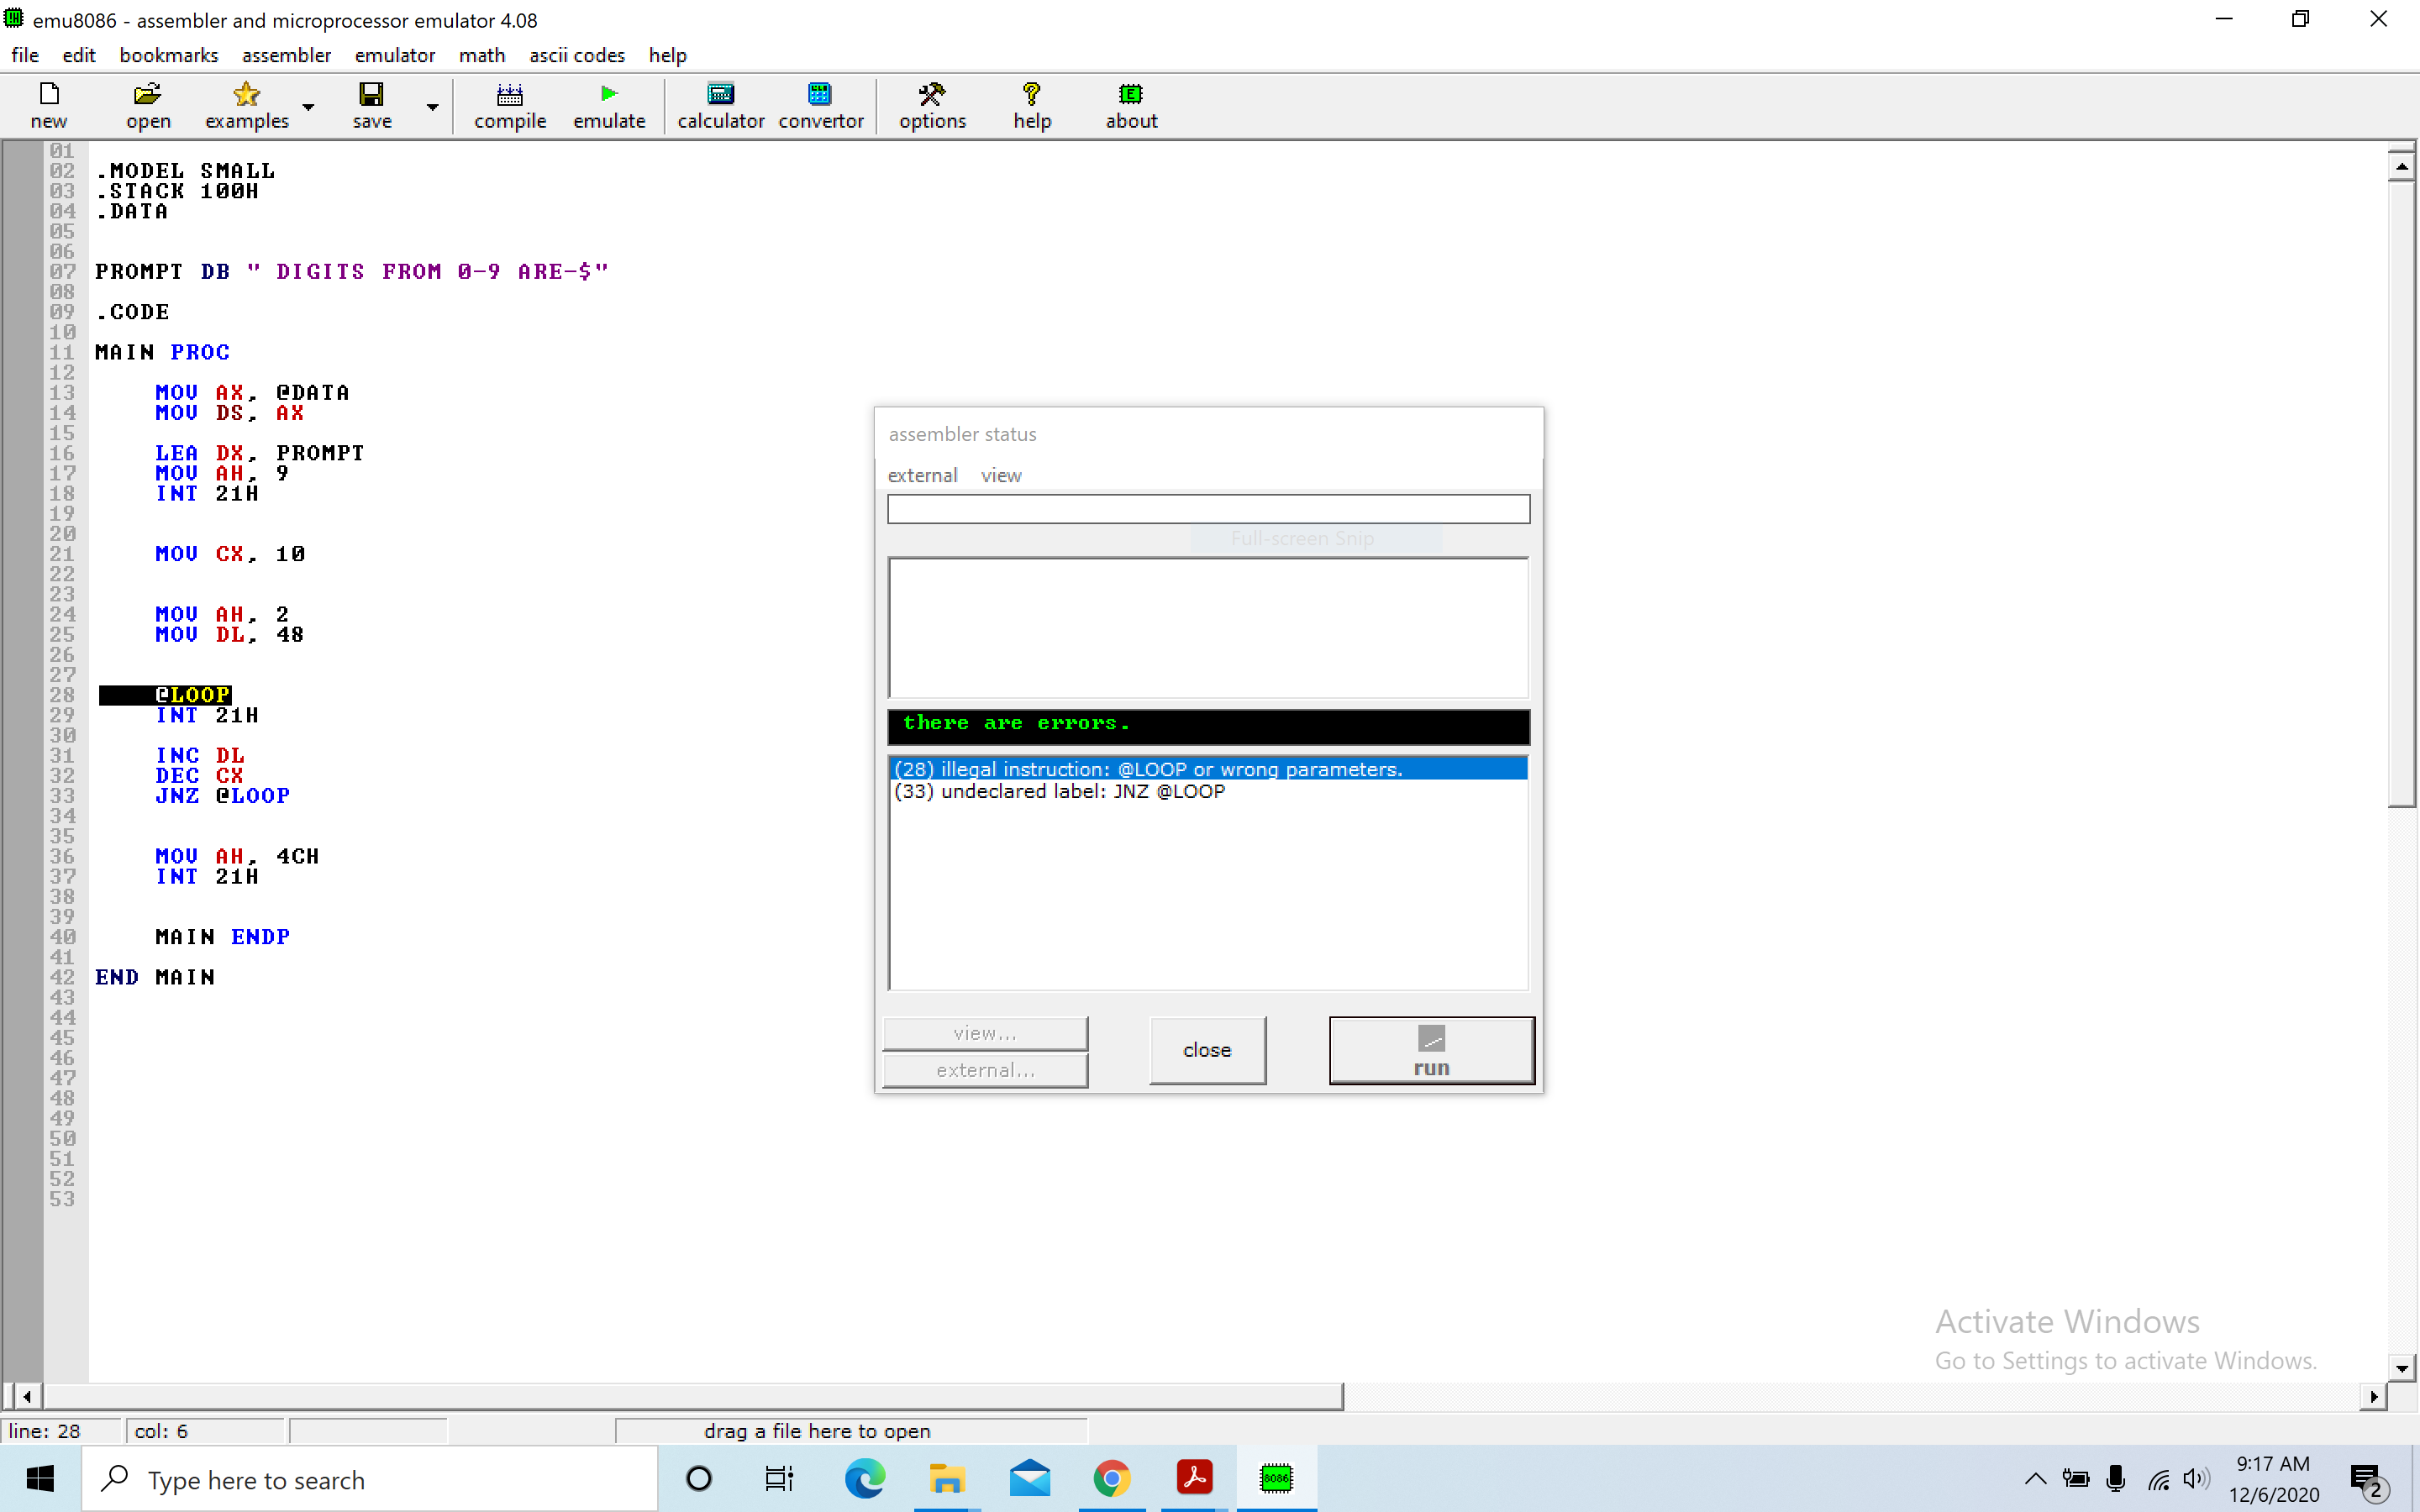 emu8086 - assembler and microprocessor emulator 4.08
file edit bookmarks assembler emulator math ascii codes help
new open examples save compile emulate calculator convertor options help about
01
02 .MODEL SMALL
03 .STACK 100H
04 .DATA
05
06
07 PROMPT DB " DIGITS FROM 0-9 ARE-$"
08
09 .CODE
10
11 MAIN PROC
12
13 MOV AX, @DATA
14 MOV DS, AX
15
16 LEA DX, PROMPT
17 MOV AH, 9
18 INT 21H
19
20
21 MOV CX, 10
22
23
24 MOV AH, 2
25 MOV DL, 48
26
27
28 @LOOP
29 INT 21H
30
31 INC DL
32 DEC CX
33 JNZ @LOOP
34
35
36 MOV AH, 4CH
37 INT 21H
38
39
40 MAIN ENDP
41
42 END MAIN
43
44
45
46
47
48
49
50
51
52
53
assembler status
external view
Full-screen Snip
there are errors.
(28) illegal instruction: @LOOP or wrong parameters.
(33) undeclared label: JNZ @LOOP
view...
external...
close
run
Activate Windows
Go to Settings to activate Windows.
line: 28 col: 6 drag a file here to open
Type here to search
8086
9:17 AM
12/6/2020
2